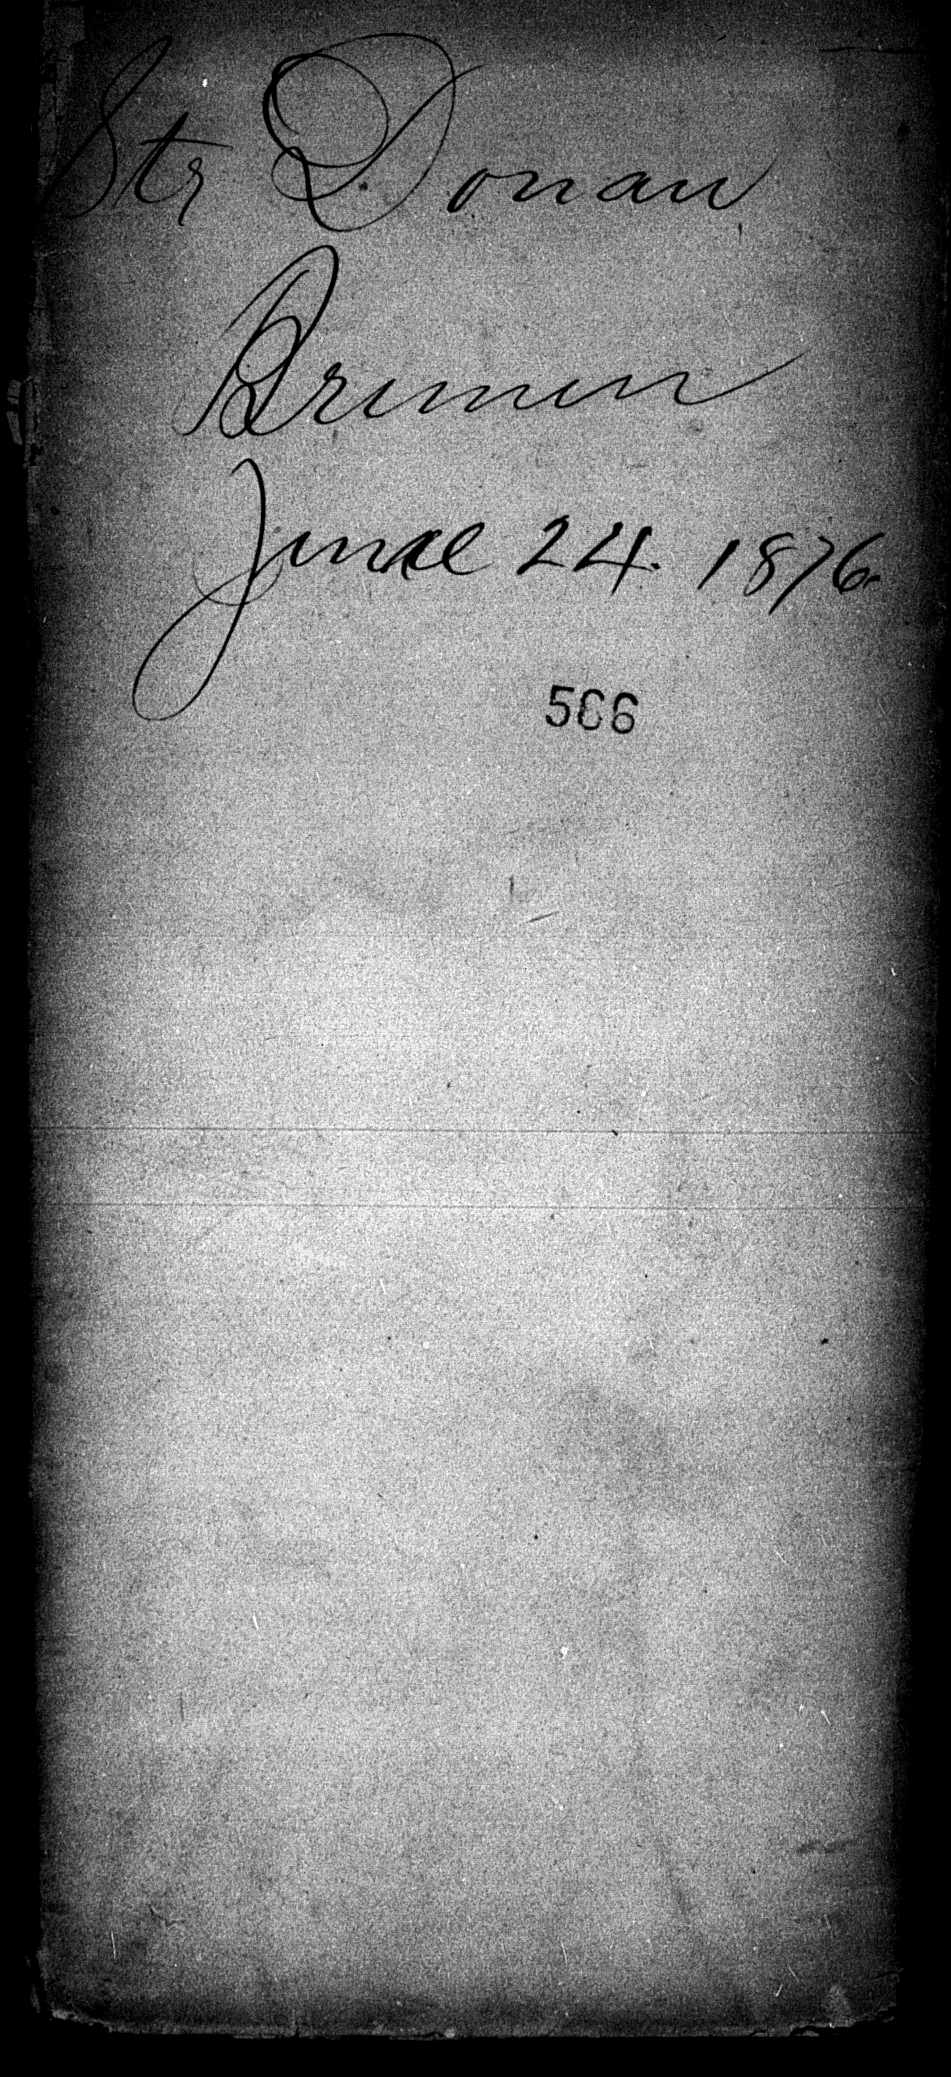 Str Donau
Bremen
June 24. 1876.
566